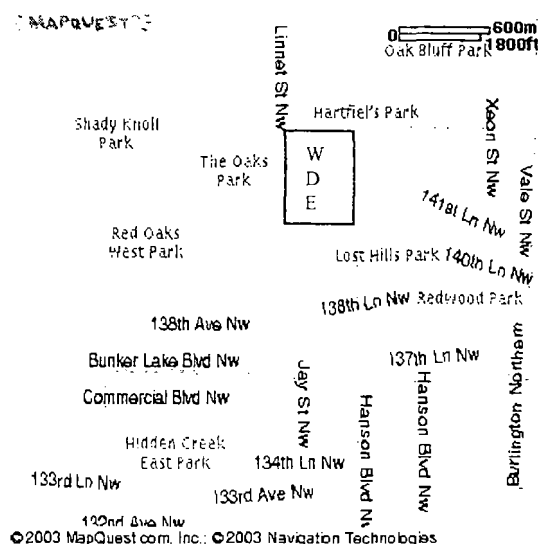 MAPQUEST
0 600m
1800ft
Oak Bluff Park
Linnet St Nw
Hartfiel's Park
Xeon St Nw
Shady Knoll
Park
The Oaks
Park
W
D
E
Vale St Nw
141st Ln Nw
Red Oaks
West Park
Lost Hills Park
140th Ln Nw
138th Ln Nw
Redwood Park
138th Ave Nw
Bunker Lake Blvd Nw
137th Ln Nw
Burlington Northern
Commercial Blvd Nw
Jay St Nw
Hanson Blvd Nw
Hanson Blvd Nw
Hidden Creek
East Park
134th Ln Nw
133rd Ln Nw
133rd Ave Nw
132nd Ave Nw
©2003 MapQuest.com, Inc.; ©2003 Navigation Technologies